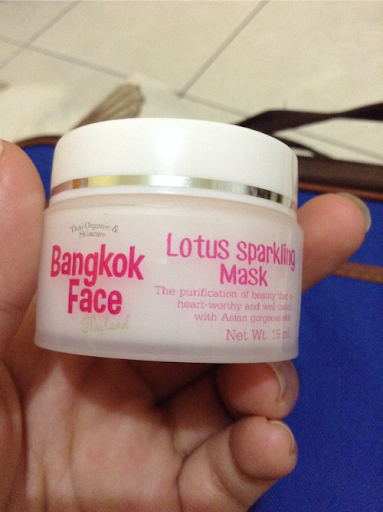 Thai Organic &
Skincare
Bangkok
Face
Thailand
Lotus Sparkling
Mask
The purification of beauty that
heart-worthy and well
with Asian gorgeous
Net Wt. 15 ml